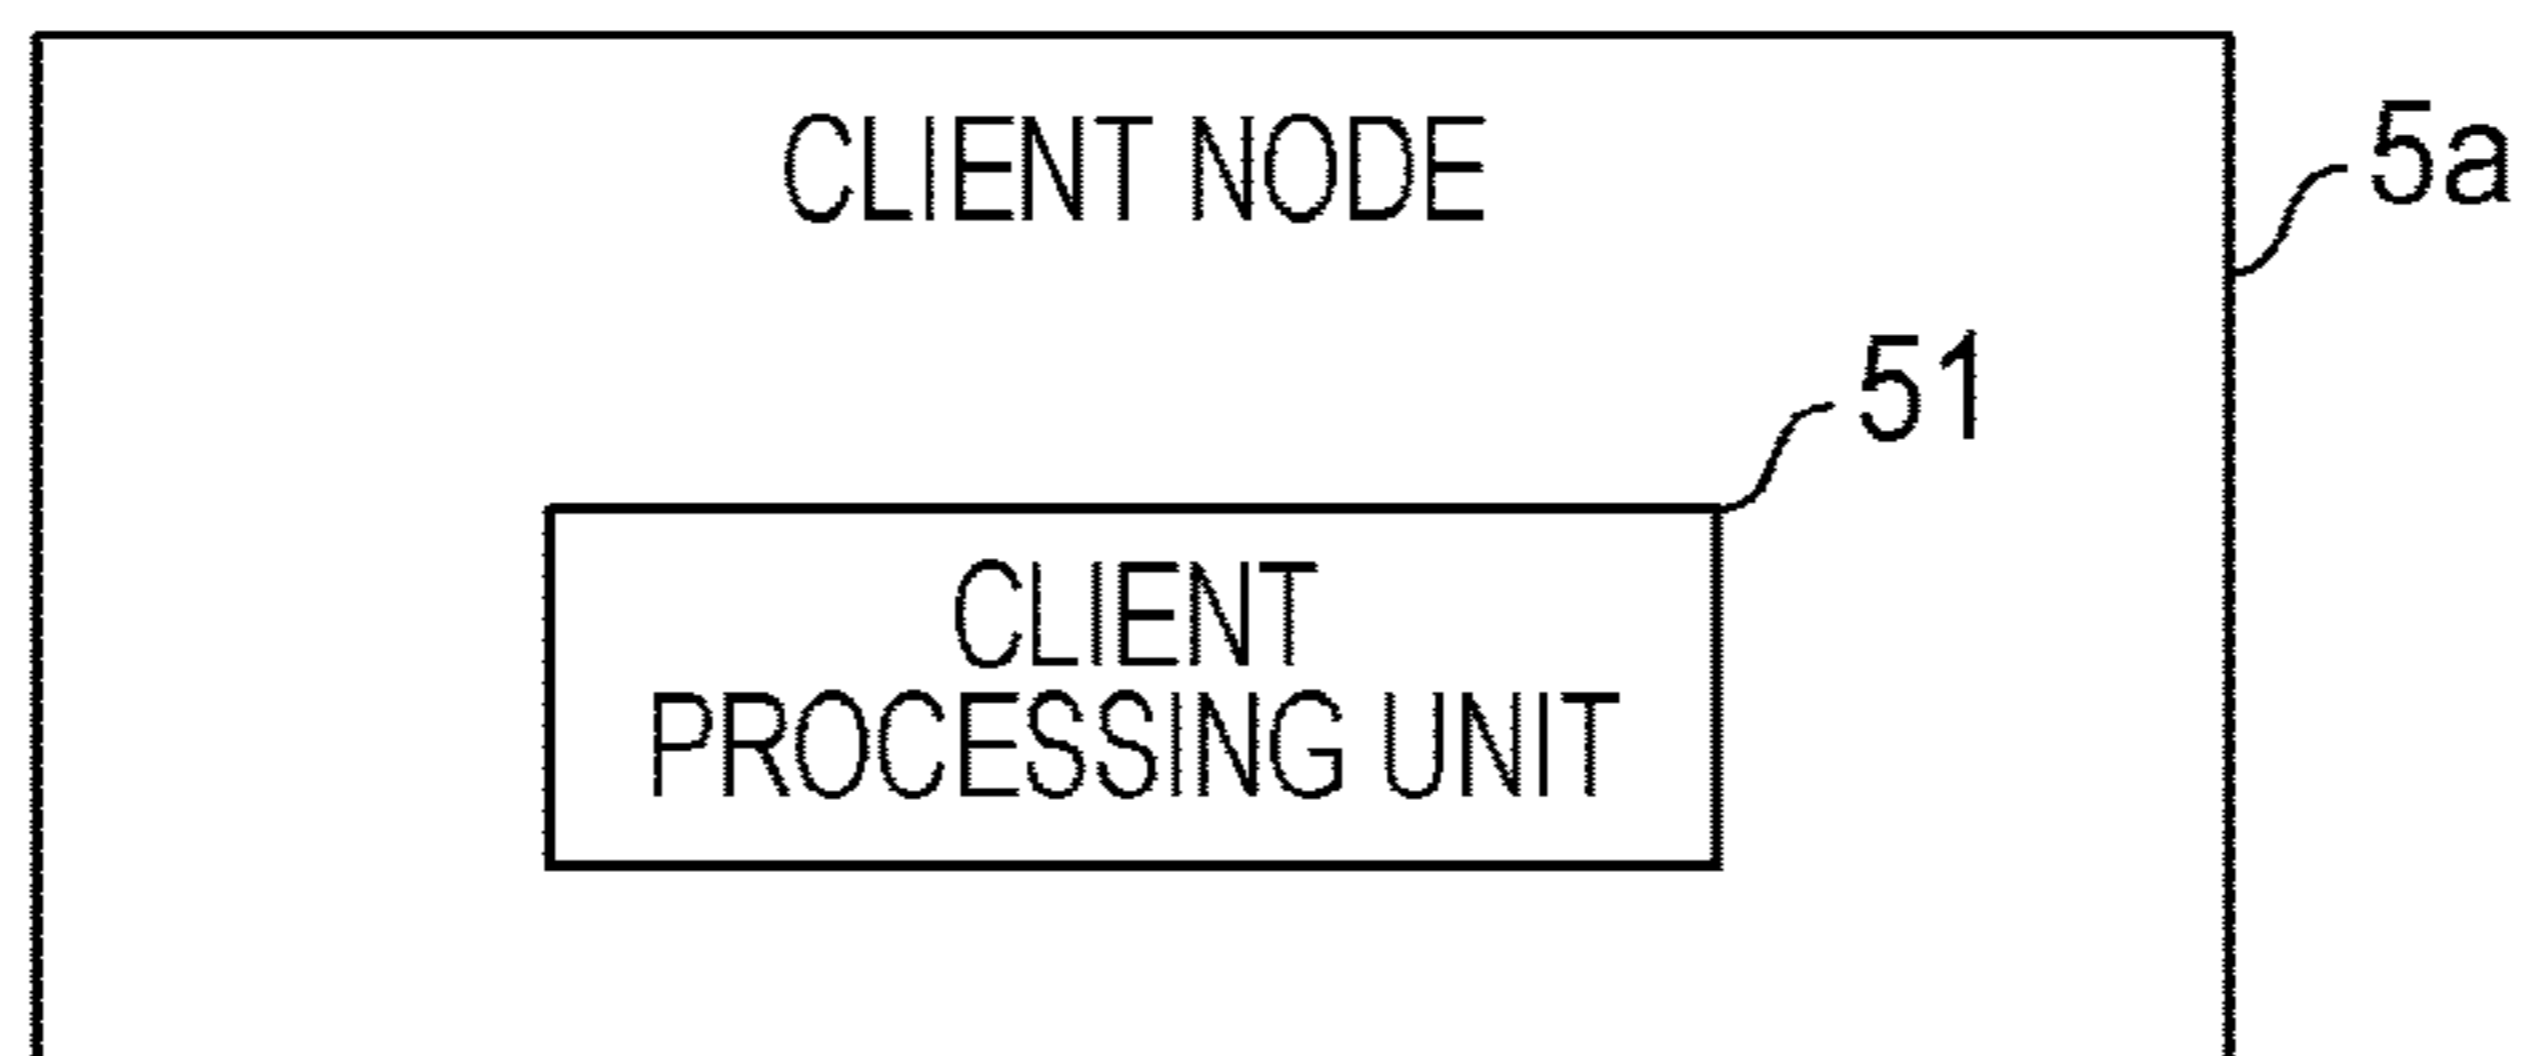 CLIENT NODE
5a
51
CLIENT
PROCESSING UNIT